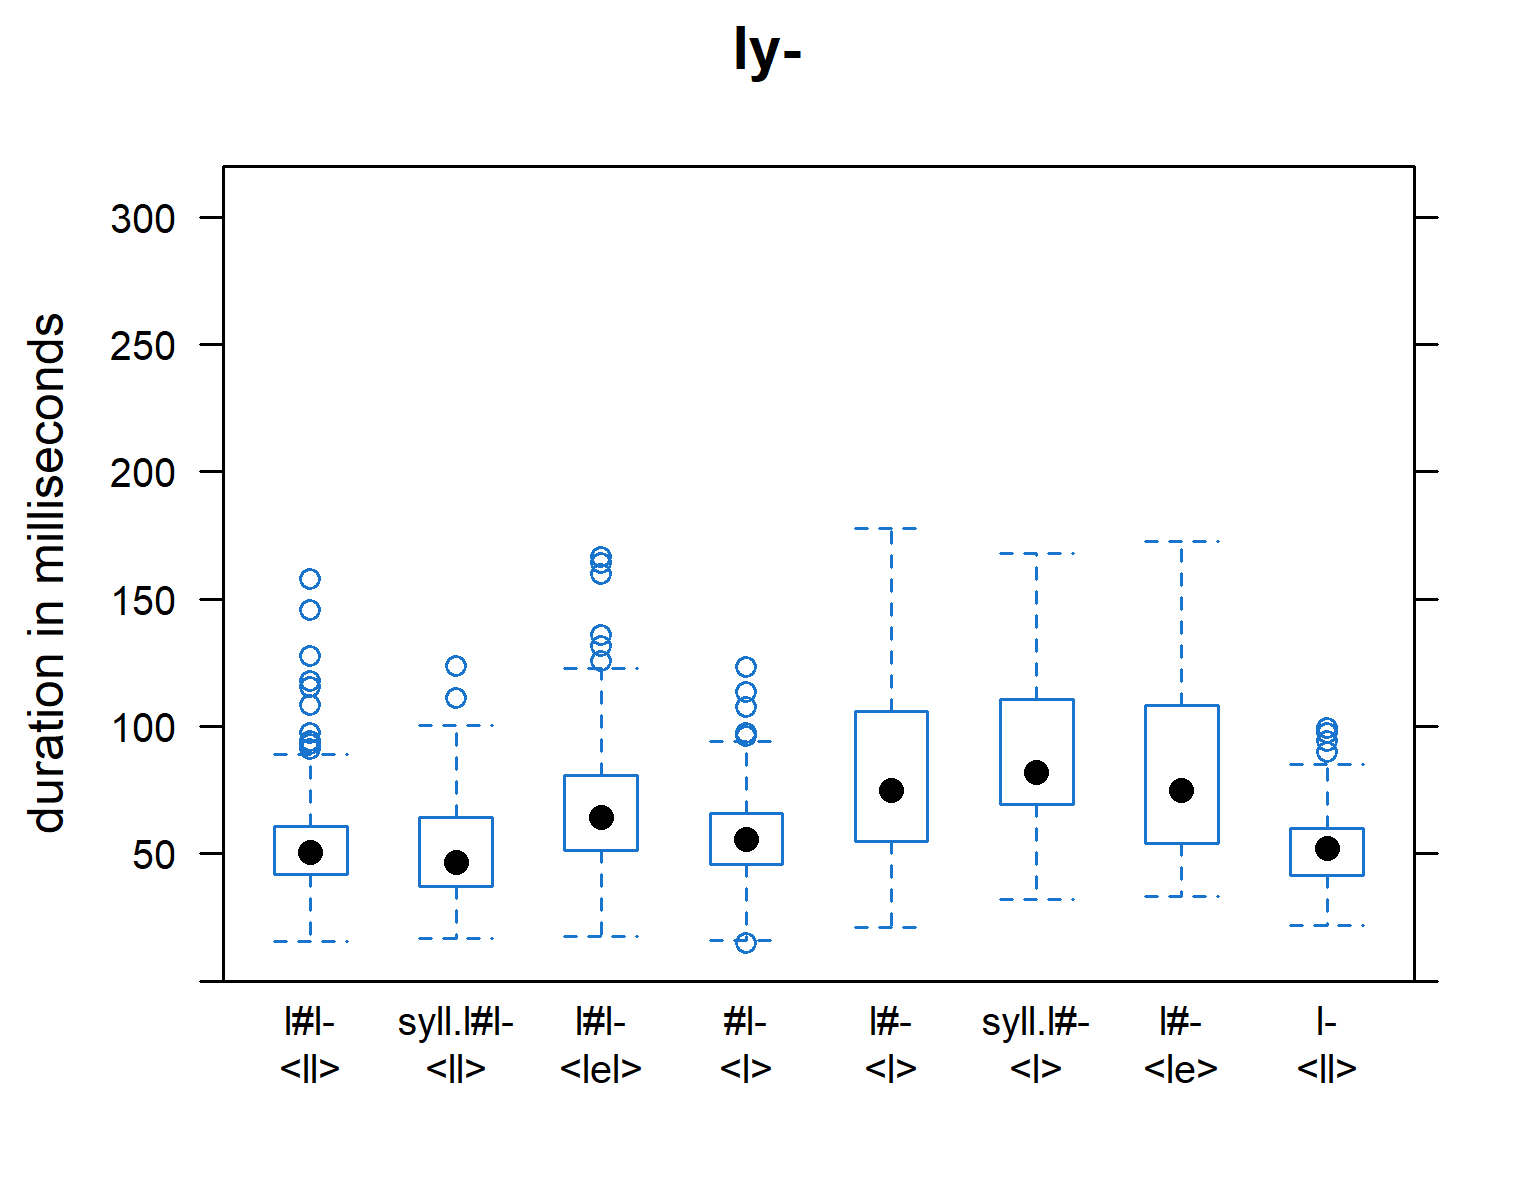 ly-
duration in milliseconds
300
250
200
150
100
50
l#l- syll.l#l- l#l- #l- l#- syll.l#- l#- l-
<ll> <ll> <lel> <l> <l> <l> <le> <ll>